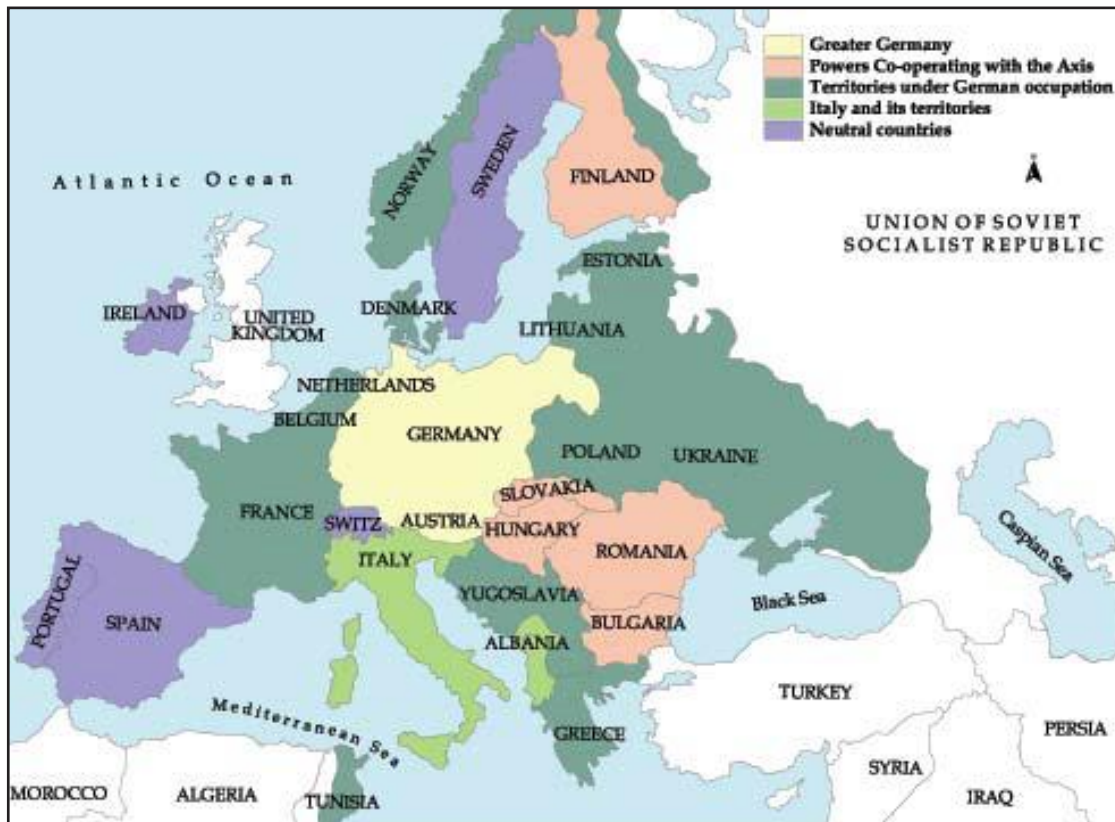 Greater Germany
Powers Co-operating with the Axis
Territories under German occupation
Italy and its territories
Neutral countries
Atlantic Ocean
NORWAY
SWEDEN
FINLAND
UNION OF SOVIET
SOCIALIST REPUBLIC
ESTONIA
IRELAND
UNITED
KINGDOM
DENMARK
LITHUANIA
NETHERLANDS
BELGIUM
GERMANY
POLAND
UKRAINE
SLOVAKIA
FRANCE
SWITZ
AUSTRIA
HUNGARY
ITALY
ROMANIA
Caspian Sea
PORTUGAL
SPAIN
YUGOSLAVIA
Black Sea
BULGARIA
ALBANIA
TURKEY
Mediterranean Sea
GREECE
PERSIA
SYRIA
MOROCCO
ALGERIA
TUNISIA
IRAQ